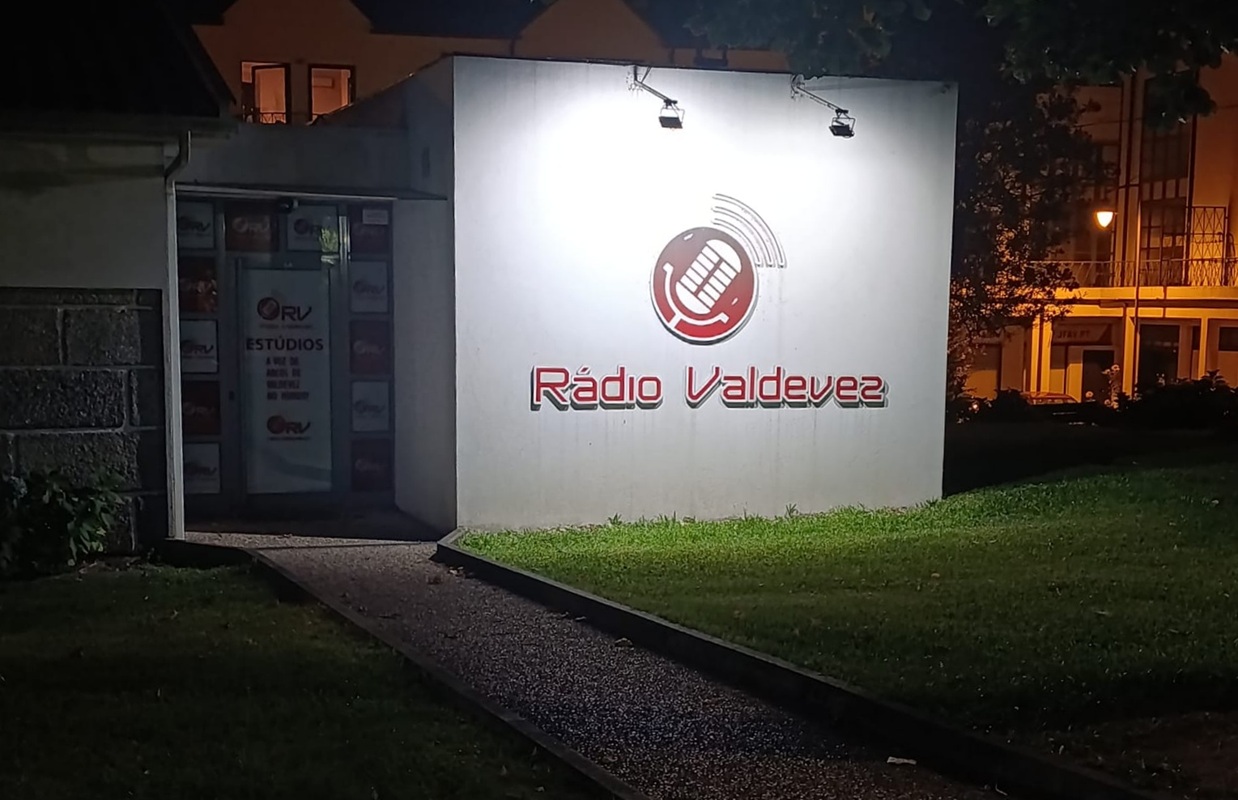 RV
ESTÚDIOS
A VOZ DE
ARCOS DE
VALDEVEZ
NO MUNDO!
RV
Rádio Valdevez